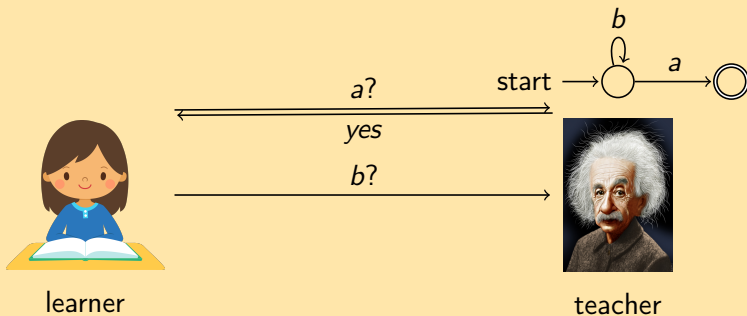 b
a
start
a?
yes
b?
learner
teacher